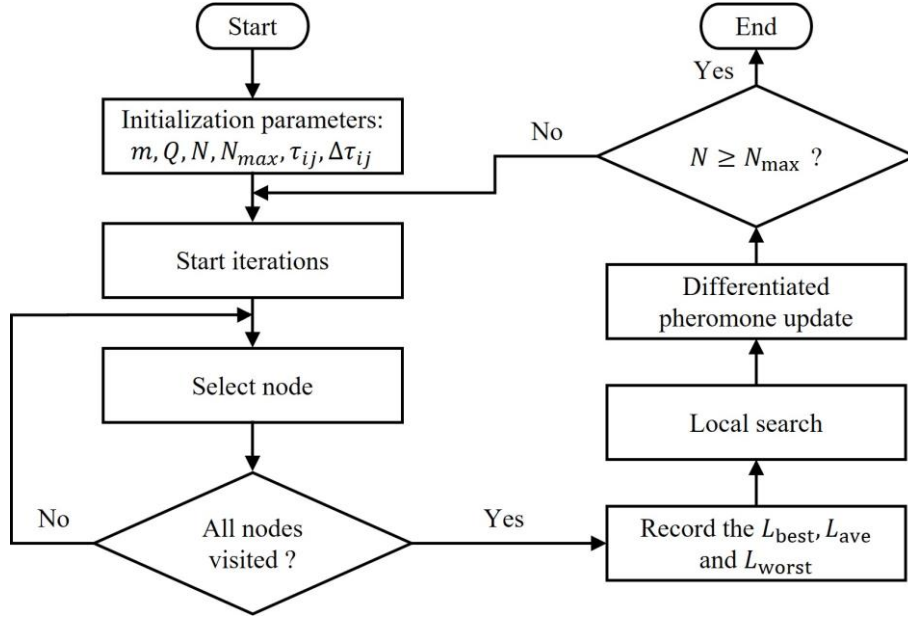 Start
Initialization parameters:
m, Q, N, N_max, τ_ij, Δτ_ij
Start iterations
Select node
All nodes
visited ?
No
Yes
Record the L_best, L_ave
and L_worst
Local search
Differentiated
pheromone update
N ≥ N_max ?
No
Yes
End